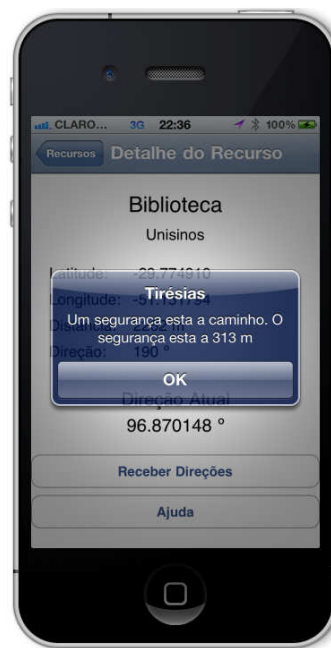 CLARO... 3G 22:36 100%
Recursos Detalhe do Recurso
Biblioteca
Unisinos
Latitude: -29.774910
Longitude:
Tirésias
Distância:
Um segurança esta a caminho. O
segurança esta a 313 m
Direção: 190 °
OK
Direção Atual
96.870148 °
Receber Direções
Ajuda